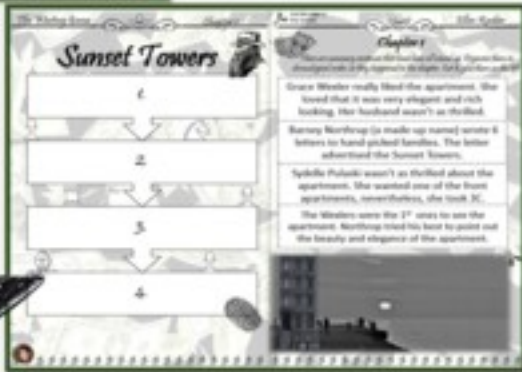 The Westing Game
Sunset Towers
1
2
3
4
Chapter 1
Grace Wexler really liked the apartment. She
loved that it was very elegant and rich
looking. Her husband wasn't as thrilled.
Barney Northrup (a made up name) wrote 6
letters to hand-picked families. The letter
advertised the Sunset Towers.
Sydelle Pulaski wasn't as thrilled about the
apartment. She wanted one of the front
apartments, nevertheless, she took 3C.
The Wexlers were the 1st ones to see the
apartment. Northrup tried his best to point out
the beauty and elegance of the apartment.